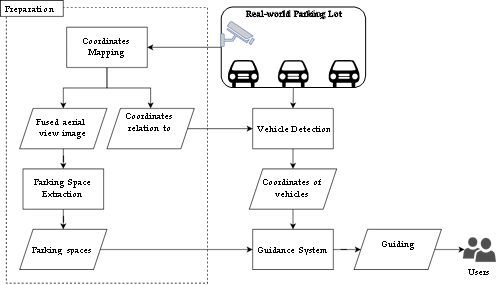 Preparation
Real-world Parking Lot
Coordinates
Mapping
Fused aerial
view image
Coordinates
relation to
Vehicle Detection
Parking Space
Extraction
Coordinates of
vehicles
Parking spaces
Guidance System
Guiding
Users